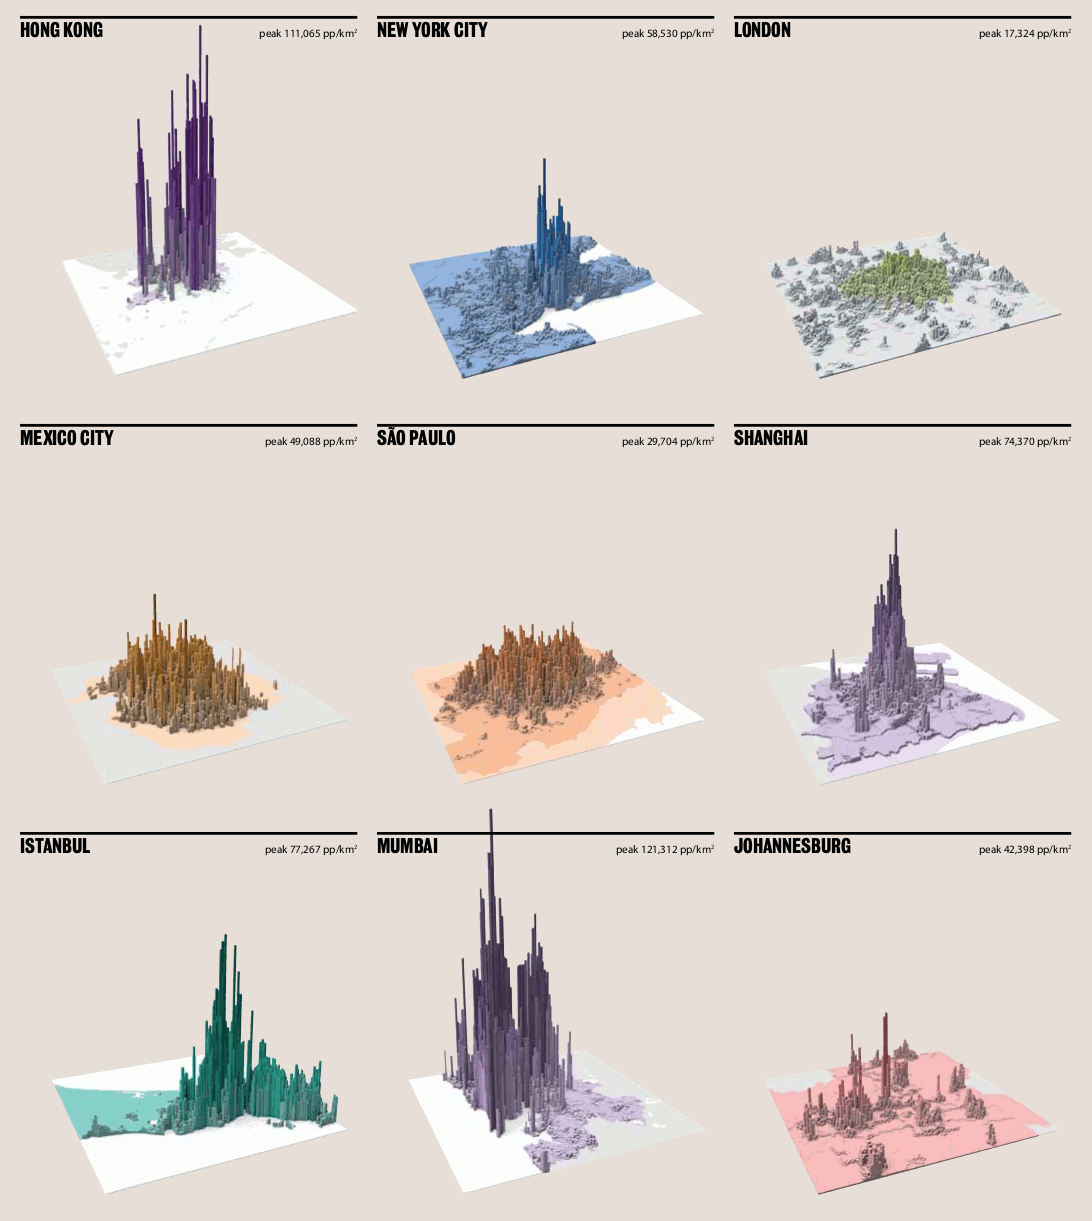 HONG KONG peak 111,065 pp/km²
NEW YORK CITY peak 58,530 pp/km²
LONDON peak 17,324 pp/km²
MEXICO CITY peak 49,088 pp/km²
SÃO PAULO peak 29,704 pp/km²
SHANGHAI peak 74,370 pp/km²
ISTANBUL peak 77,267 pp/km²
MUMBAI peak 121,312 pp/km²
JOHANNESBURG peak 42,398 pp/km²